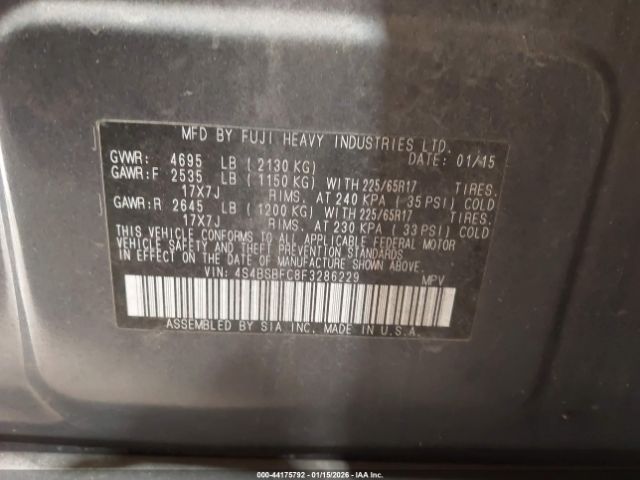 MFD BY FUJI HEAVY INDUSTRIES LTD.
GVWR: 4695 LB (2130 KG) DATE: 01/15
GAWR:F 2535 LB (1150 KG) WITH 225/65R17 TIRES.
17X7J RIMS. AT 240 KPA (35 PSI) COLD
GAWR:R 2645 LB (1200 KG) WITH 225/65R17 TIRES.
17X7J RIMS. AT 230 KPA (33 PSI) COLD
THIS VEHICLE CONFORMS TO ALL APPLICABLE FEDERAL MOTOR
VEHICLE SAFETY AND THEFT PREVENTION STANDARDS
IN EFFECT ON THE DATE OF MANUFACTURE SHOWN ABOVE.
VIN: 4S4BSBFC8F3286229 MPV
ASSEMBLED BY SIA INC. MADE IN U.S.A.
000-44175792 - 01/15/2026 - IAAI.com